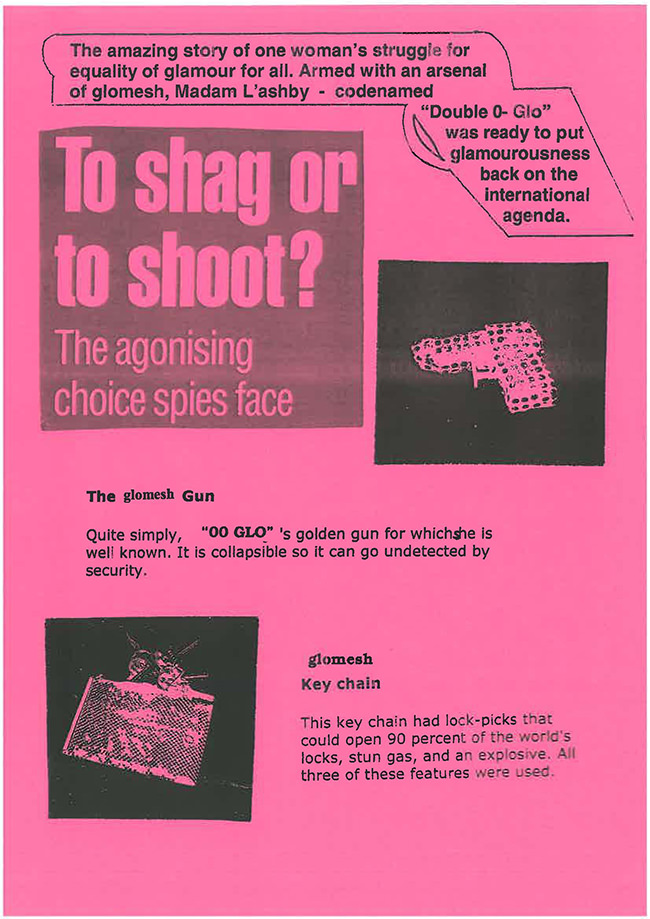 The amazing story of one woman's struggle for
equality of glamour for all. Armed with an arsenal
of glomesh, Madam L'ashby - codenamed
"Double 0- Glo"
was ready to put
glamourousness
back on the
international
agenda.
To shag or
to shoot?
The agonising
choice spies face
The glomesh Gun
Quite simply, "00 GLO" 's golden gun for whichshe is
well known. It is collapsible so it can go undetected by
security.
glomesh
Key chain
This key chain had lock-picks that
could open 90 percent of the world's
locks, stun gas, and an explosive. All
three of these features were used.